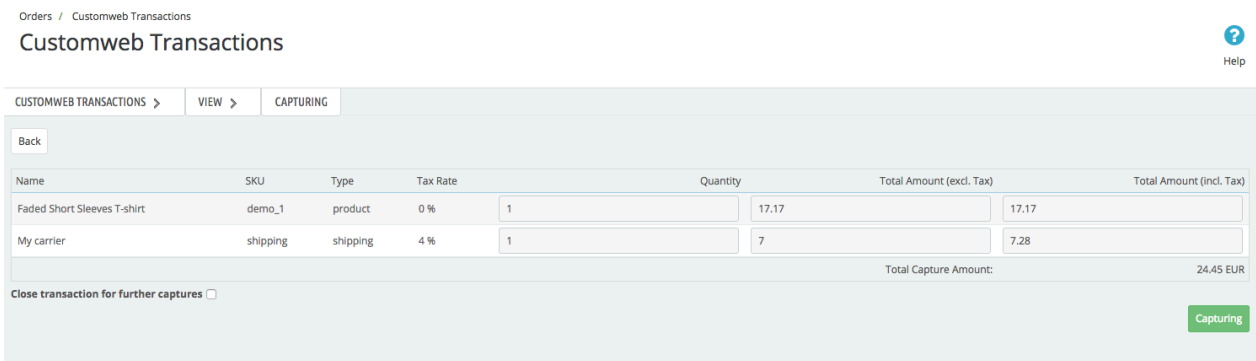 Orders / Customweb Transactions
Customweb Transactions
Help
CUSTOMWEB TRANSACTIONS > VIEW > CAPTURING
Back
Name SKU Type Tax Rate Quantity Total Amount (excl. Tax) Total Amount (incl. Tax)
Faded Short Sleeves T-shirt demo_1 product 0 % 1 17.17 17.17
My carrier shipping shipping 4 % 1 7 7.28
Total Capture Amount: 24.45 EUR
Close transaction for further captures
Capturing